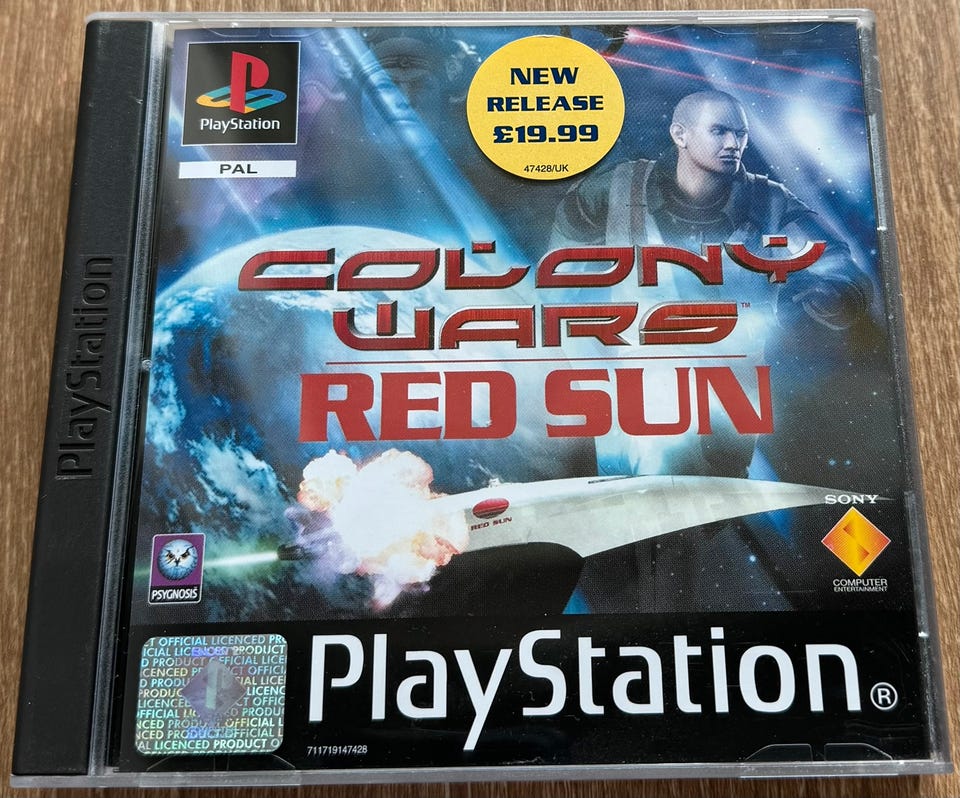 PlayStation
PlayStation
PAL
NEW
RELEASE
£19.99
47428/UK
COLONY
WARS™
RED SUN
RED SUN
SONY
COMPUTER
ENTERTAINMENT
PSYGNOSIS
PlayStation®
OFFICIAL LICENCED PRODUCT
711719147428